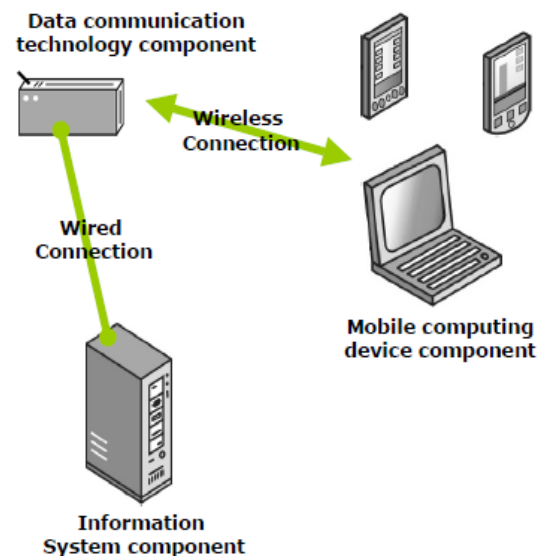 Data communication
technology component
Wireless
Connection
Wired
Connection
Mobile computing
device component
Information
System component